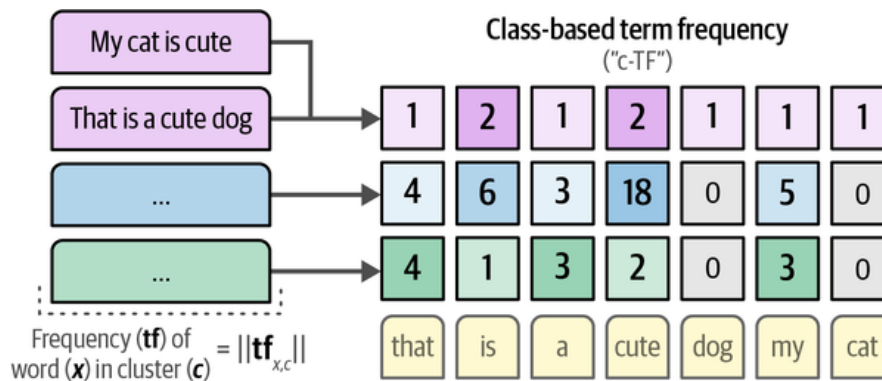 My cat is cute
That is a cute dog
...
...
Frequency (tf) of
word (x) in cluster (c) = ||tf x,c||
Class-based term frequency
("c-TF")
1 2 1 2 1 1 1
4 6 3 18 0 5 0
4 1 3 2 0 3 0
that is a cute dog my cat